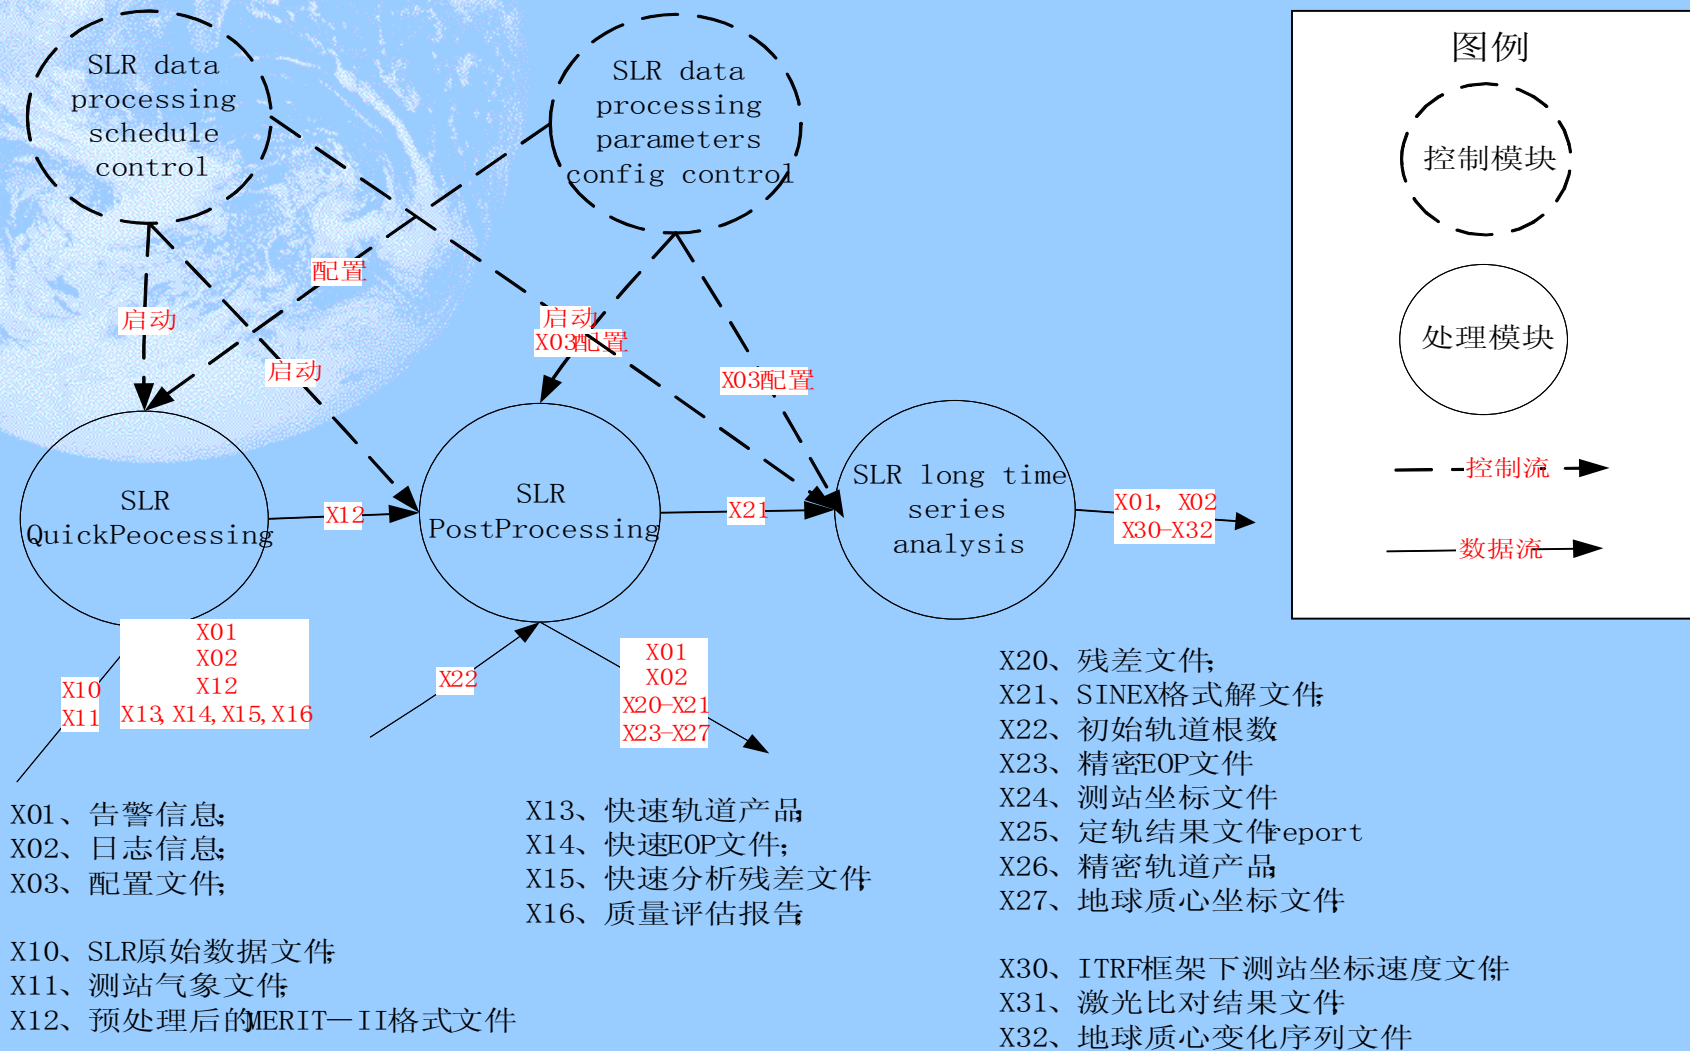 SLR data
processing
schedule
control
SLR data
processing
parameters
config control
图例
控制模块
处理模块
控制流
数据流
配置
启动
启动
启动
X03配置
X03配置
SLR
QuickPeocessing
X12
SLR
PostProcessing
X21
SLR long time
series
analysis
X01, X02
X30-X32
X10
X11
X01
X02
X12
X13, X14, X15, X16
X22
X01
X02
X20-X21
X23-X27
X01、告警信息;
X02、日志信息;
X03、配置文件;
X10、SLR原始数据文件;
X11、测站气象文件;
X12、预处理后的MERIT—II格式文件
X13、快速轨道产品;
X14、快速EOP文件;
X15、快速分析残差文件;
X16、质量评估报告;
X20、残差文件;
X21、SINEX格式解文件;
X22、初始轨道根数;
X23、精密EOP文件
X24、测站坐标文件
X25、定轨结果文件report
X26、精密轨道产品;
X27、地球质心坐标文件;
X30、ITRF框架下测站坐标速度文件;
X31、激光比对结果文件;
X32、地球质心变化序列文件